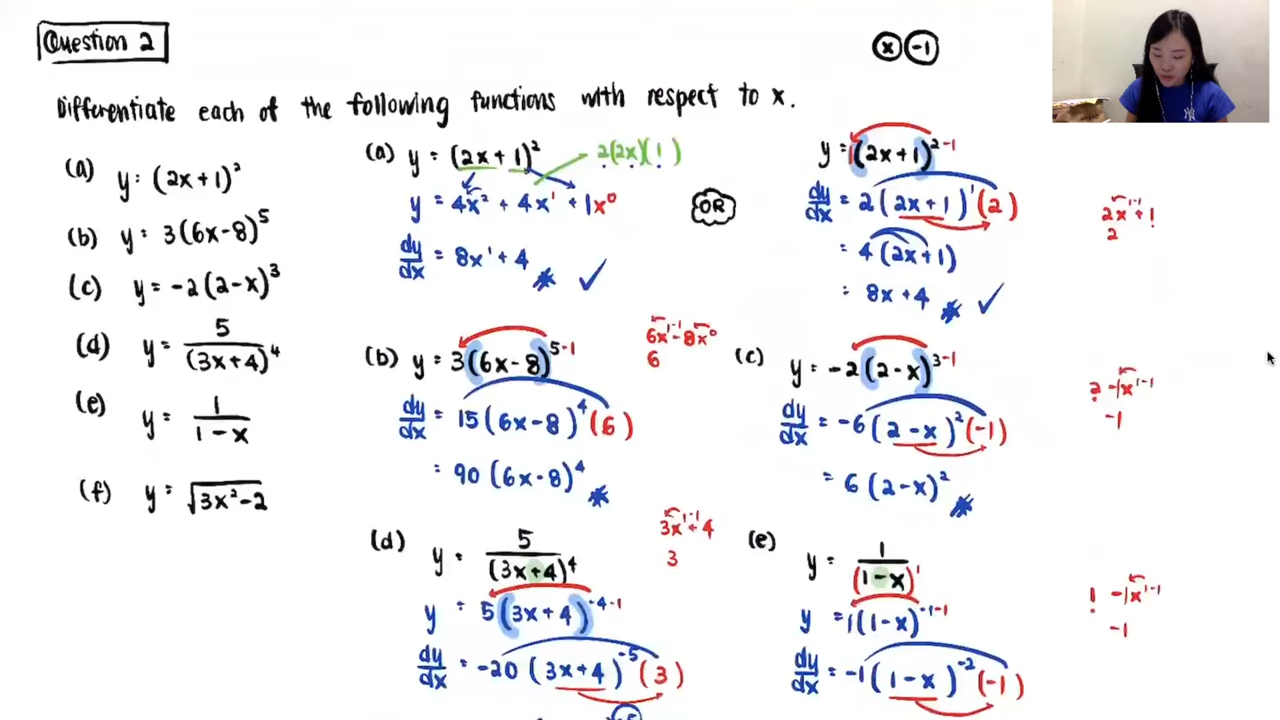 Question 2
× -1
Differentiate each of the following functions with respect to x.
(a) y = (2x+1)²
(b) y = 3(6x-8)⁵
(c) y = -2(2-x)³
(d) y = 5/(3x+4)⁴
(e) y = 1/(1-x)
(f) y = √(3x²-2)
(a) y = (2x+1)² 2(2x)(1)
y = 4x² + 4x¹ + 1x⁰
dy/dx = 8x¹ + 4
OR
y = 1(2x+1)²⁻¹
dy/dx = 2(2x+1)¹(2)
= 4(2x+1)
= 8x+4
2x¹⁻¹ + 1
2
(b) y = 3(6x-8)⁵⁻¹
dy/dx = 15(6x-8)⁴(6)
= 90(6x-8)⁴
6x¹⁻¹ - 8x⁰
6
(c) y = -2(2-x)³⁻¹
dy/dx = -6(2-x)²(-1)
= 6(2-x)²
2 -1x¹⁻¹
-1
(d) y = 5/(3x+4)⁴
y = 5(3x+4)⁻⁴⁻¹
dy/dx = -20(3x+4)⁻⁵(3)
3x¹⁻¹ + 4
3
(e) y = 1/(1-x)¹
y = 1(1-x)⁻¹⁻¹
dy/dx = -1(1-x)⁻²(-1)
1 -1x¹⁻¹
-1